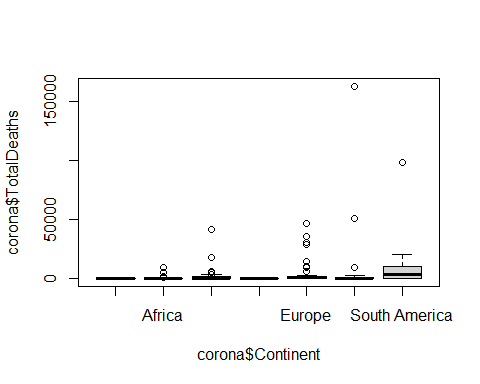 corona$TotalDeaths
150000
50000
0
Africa
Europe
South America
corona$Continent